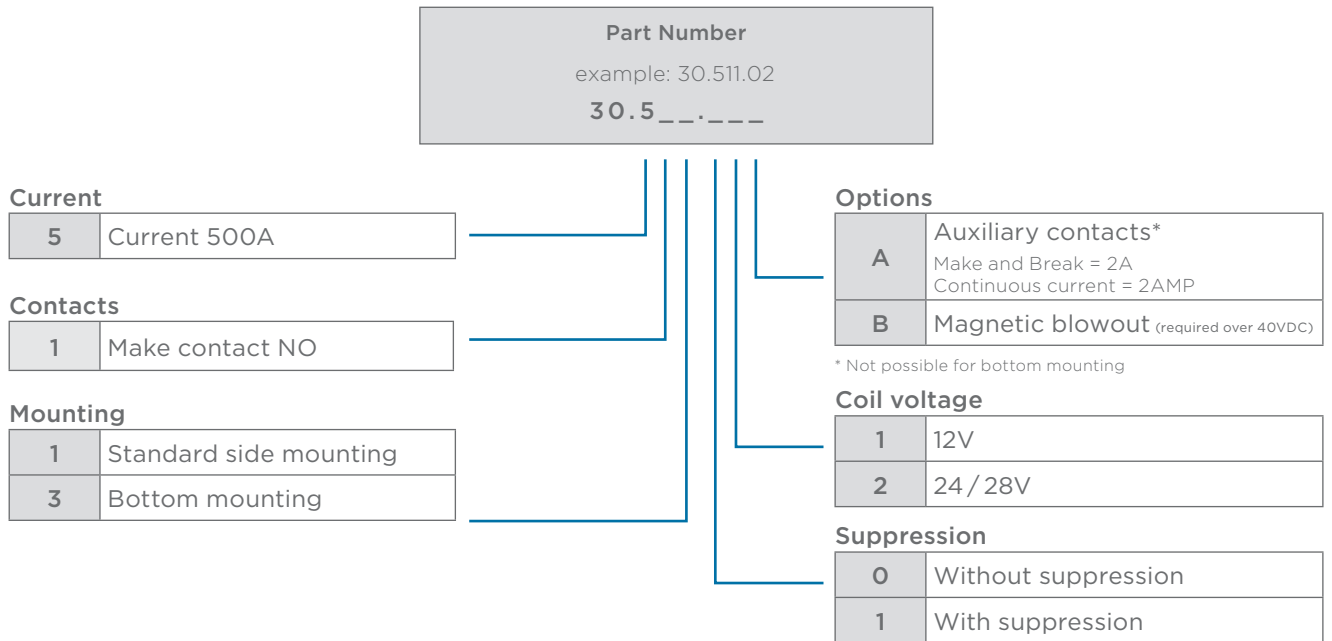 Part Number
example: 30.511.02
30.5__.___
Current
5 Current 500A
Contacts
1 Make contact NO
Mounting
1 Standard side mounting
3 Bottom mounting
Options
A Auxiliary contacts*
Make and Break = 2A
Continuous current = 2AMP
B Magnetic blowout (required over 40VDC)
* Not possible for bottom mounting
Coil voltage
1 12V
2 24/28V
Suppression
0 Without suppression
1 With suppression